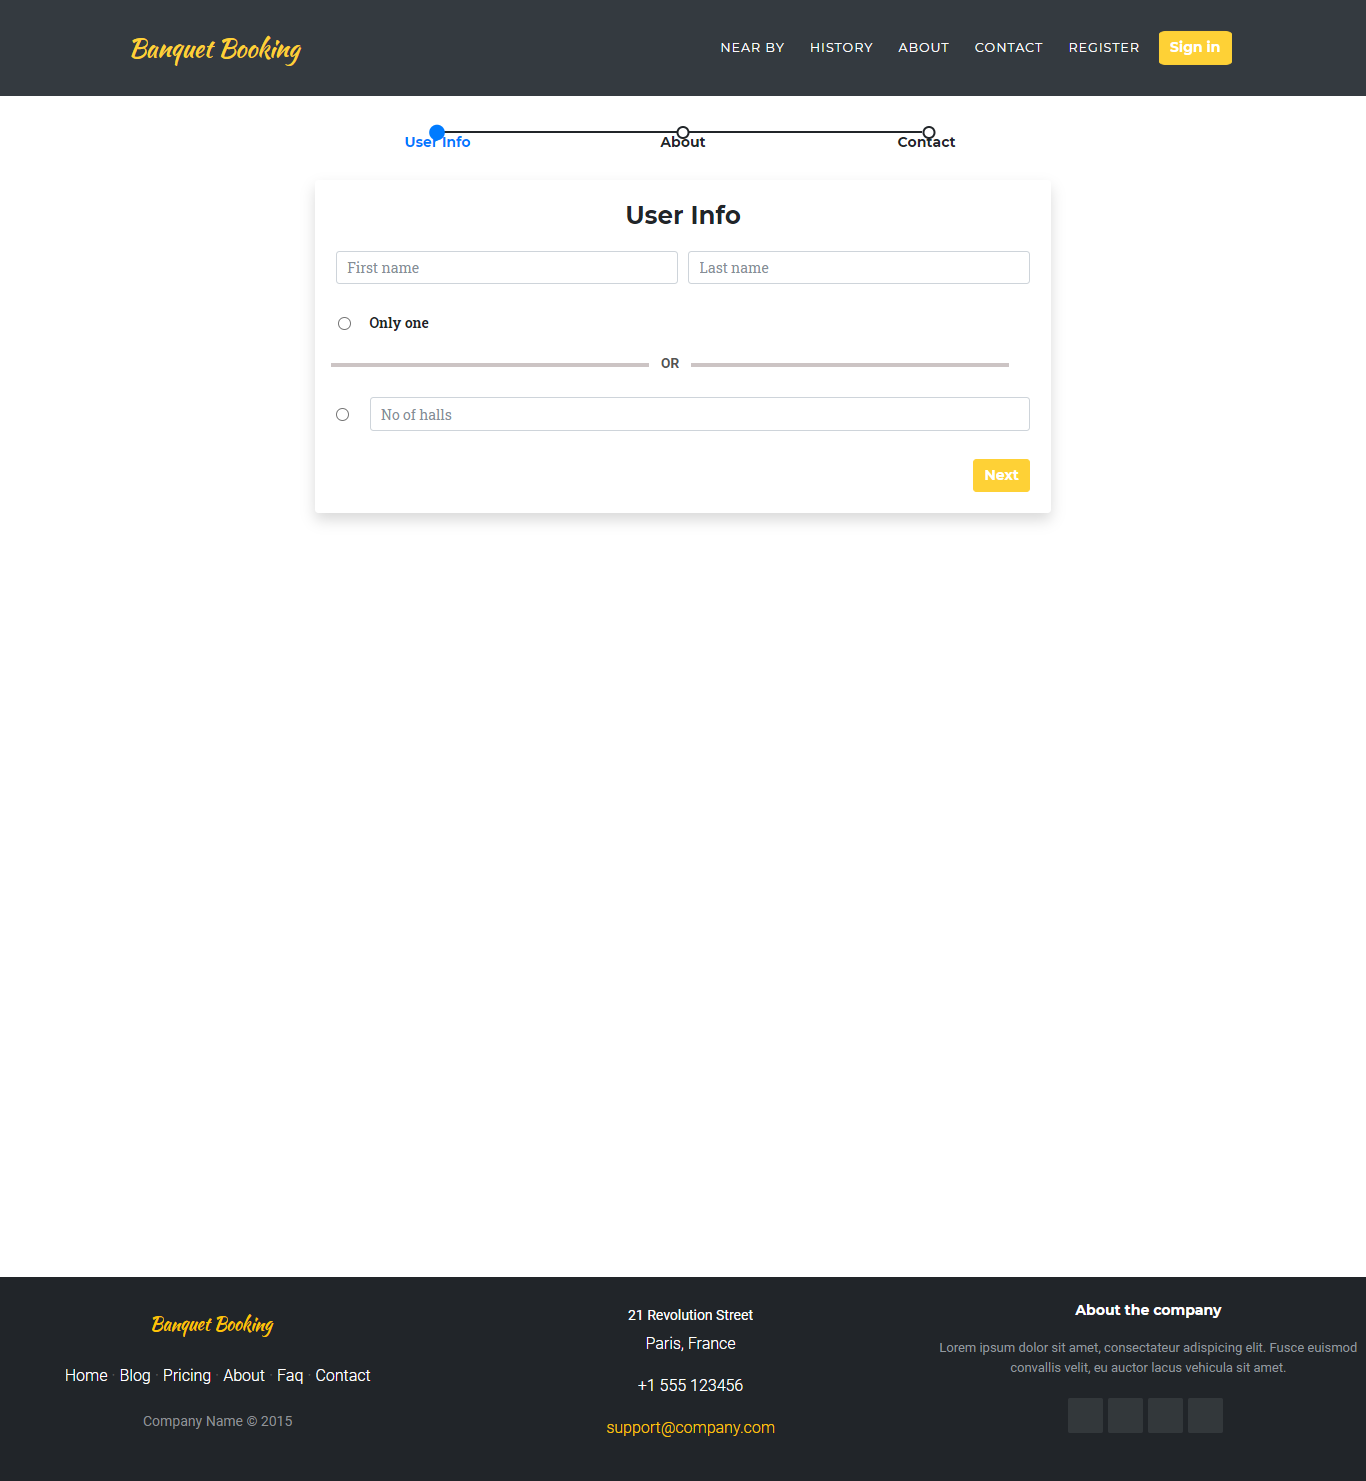 Banquet Booking
NEAR BY HISTORY ABOUT CONTACT REGISTER Sign in
User Info About Contact
User Info
First name Last name
Only one
OR
No of halls
Next
Banquet Booking
Home · Blog · Pricing · About · Faq · Contact
Company Name © 2015
21 Revolution Street
Paris, France
+1 555 123456
support@company.com
About the company
Lorem ipsum dolor sit amet, consectateur adispicing elit. Fusce euismod
convallis velit, eu auctor lacus vehicula sit amet.